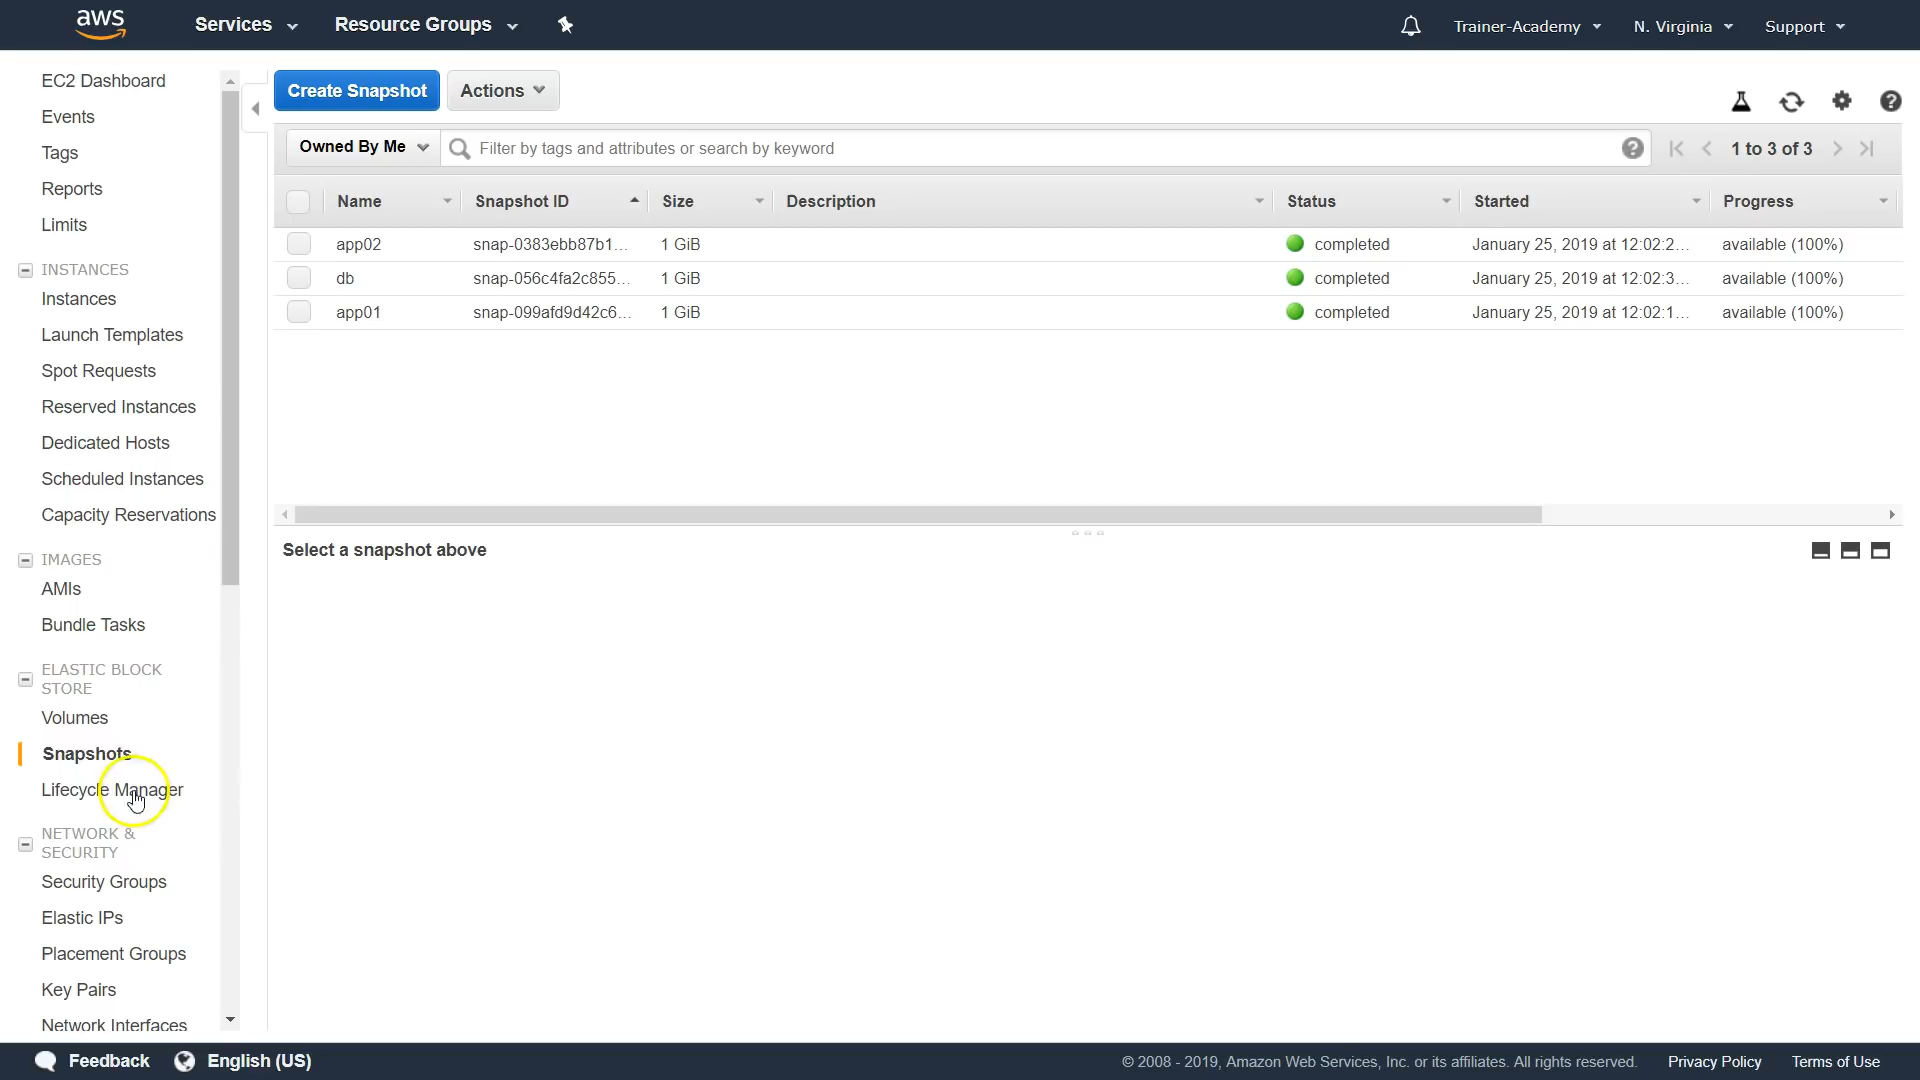 aws
Services
Resource Groups
Trainer-Academy
N. Virginia
Support
EC2 Dashboard
Events
Tags
Reports
Limits
INSTANCES
Instances
Launch Templates
Spot Requests
Reserved Instances
Dedicated Hosts
Scheduled Instances
Capacity Reservations
IMAGES
AMIs
Bundle Tasks
ELASTIC BLOCK
STORE
Volumes
Snapshots
Lifecycle Manager
NETWORK &
SECURITY
Security Groups
Elastic IPs
Placement Groups
Key Pairs
Network Interfaces
Create Snapshot
Actions
Owned By Me
Filter by tags and attributes or search by keyword
1 to 3 of 3
Name Snapshot ID Size Description Status Started Progress
app02 snap-0383ebb87b1... 1 GiB completed January 25, 2019 at 12:02:2... available (100%)
db snap-056c4fa2c855... 1 GiB completed January 25, 2019 at 12:02:3... available (100%)
app01 snap-099afd9d42c6... 1 GiB completed January 25, 2019 at 12:02:1... available (100%)
Select a snapshot above
Feedback
English (US)
© 2008 - 2019, Amazon Web Services, Inc. or its affiliates. All rights reserved.
Privacy Policy
Terms of Use